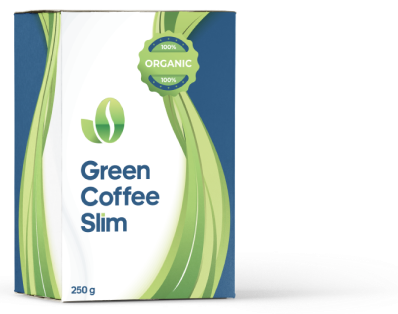 100%
ORGANIC
100%
Green
Coffee
Slim
250 g